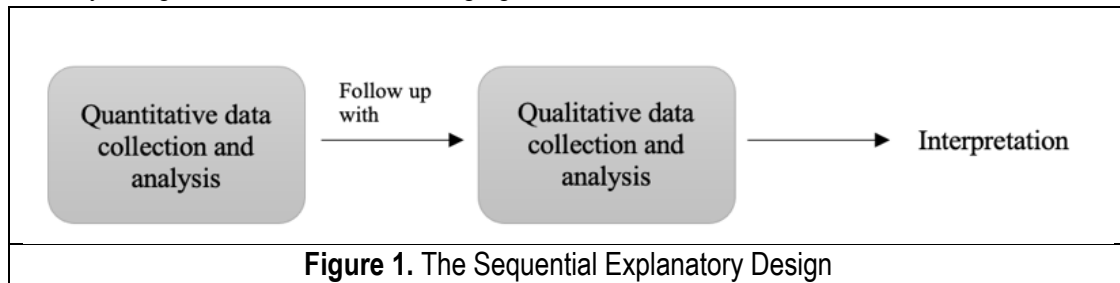 Quantitative data
collection and
analysis
Follow up
with
Qualitative data
collection and
analysis
Interpretation
Figure 1. The Sequential Explanatory Design